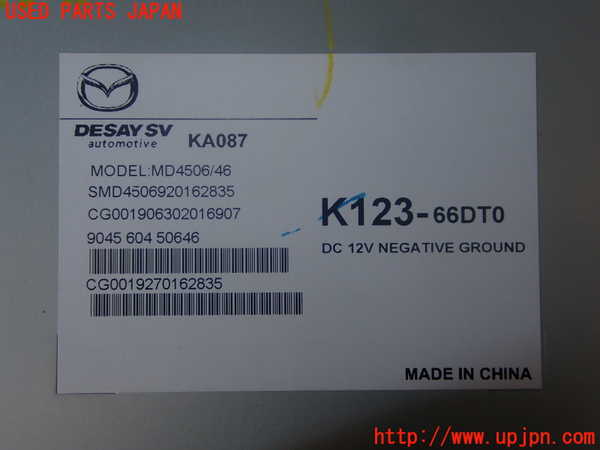 USED PARTS JAPAN
DESAY SV
automotive
KA087
MODEL:MD4506/46
SMD4506920162835
CG001906302016907
9045 604 50646
CG0019270162835
K123-66DT0
DC 12V NEGATIVE GROUND
MADE IN CHINA
http://www.upjpn.com